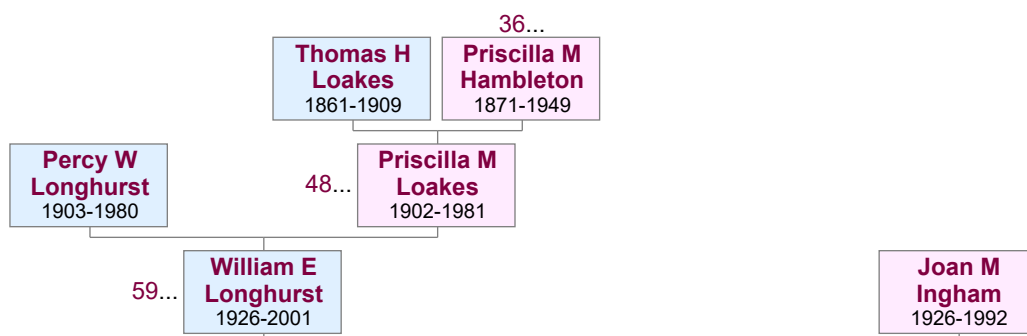 36...
Thomas H
Loakes
1861-1909
Priscilla M
Hambleton
1871-1949
Percy W
Longhurst
1903-1980
48...
Priscilla M
Loakes
1902-1981
59...
William E
Longhurst
1926-2001
Joan M
Ingham
1926-1992